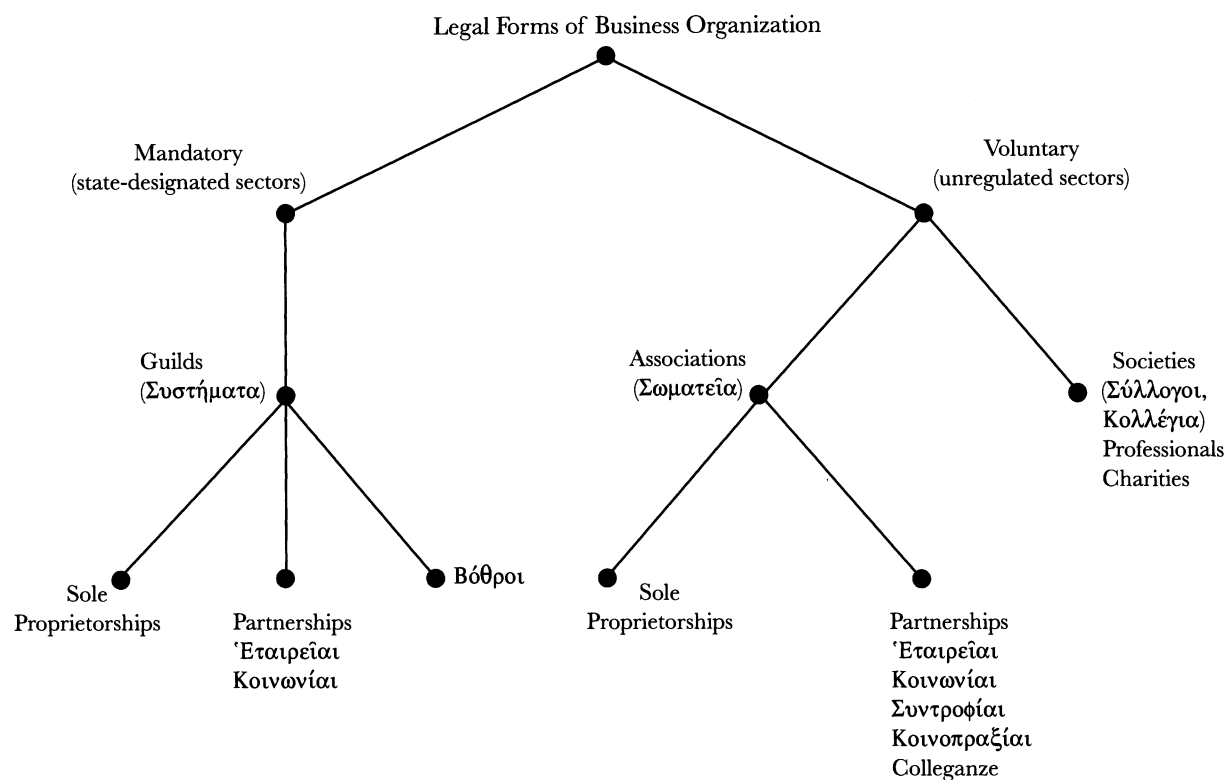 Legal Forms of Business Organization
Mandatory
(state-designated sectors)
Voluntary
(unregulated sectors)
Guilds
(Συστήματα)
Associations
(Σωματεῖα)
Societies
(Σύλλογοι,
Κολλέγια)
Professionals
Charities
Sole
Proprietorships
Partnerships
Ἑταιρεῖαι
Κοινωνίαι
Βόθροι
Sole
Proprietorships
Partnerships
Ἑταιρεῖαι
Κοινωνίαι
Συντροφίαι
Κοινοπραξίαι
Colleganze